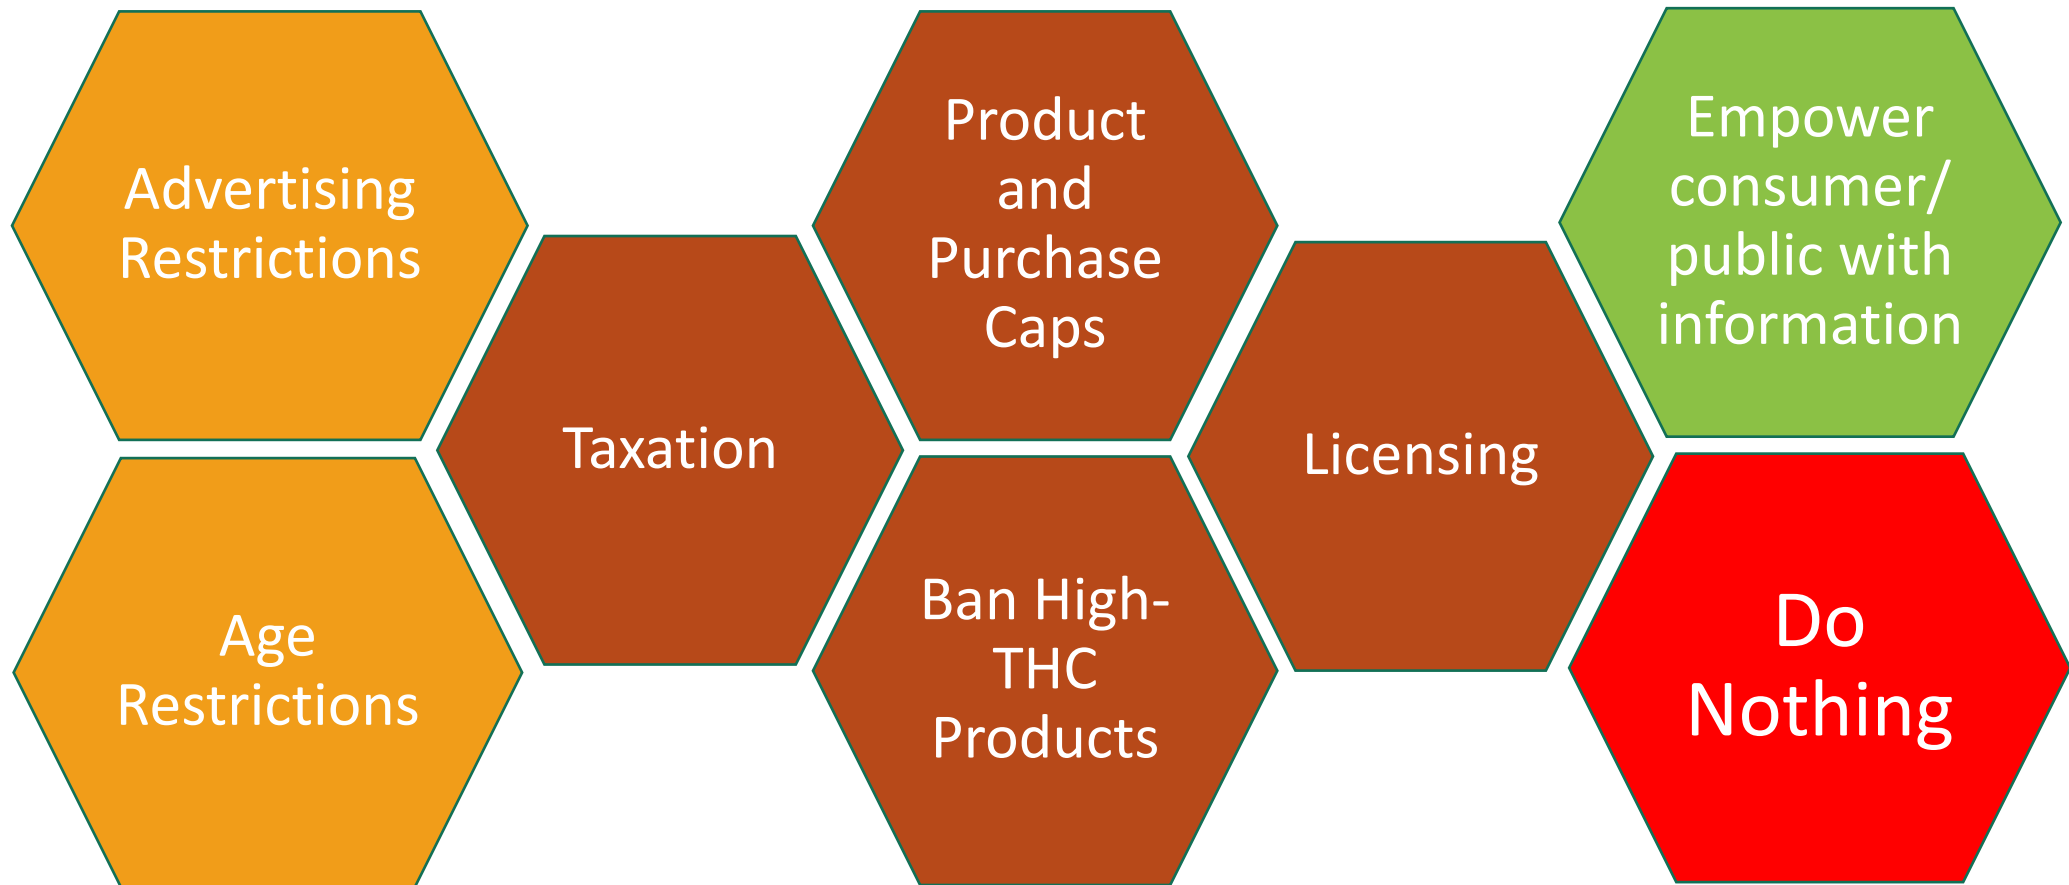 Advertising
Restrictions
Age
Restrictions
Taxation
Product
and
Purchase
Caps
Ban High-
THC
Products
Licensing
Empower
consumer/
public with
information
Do
Nothing